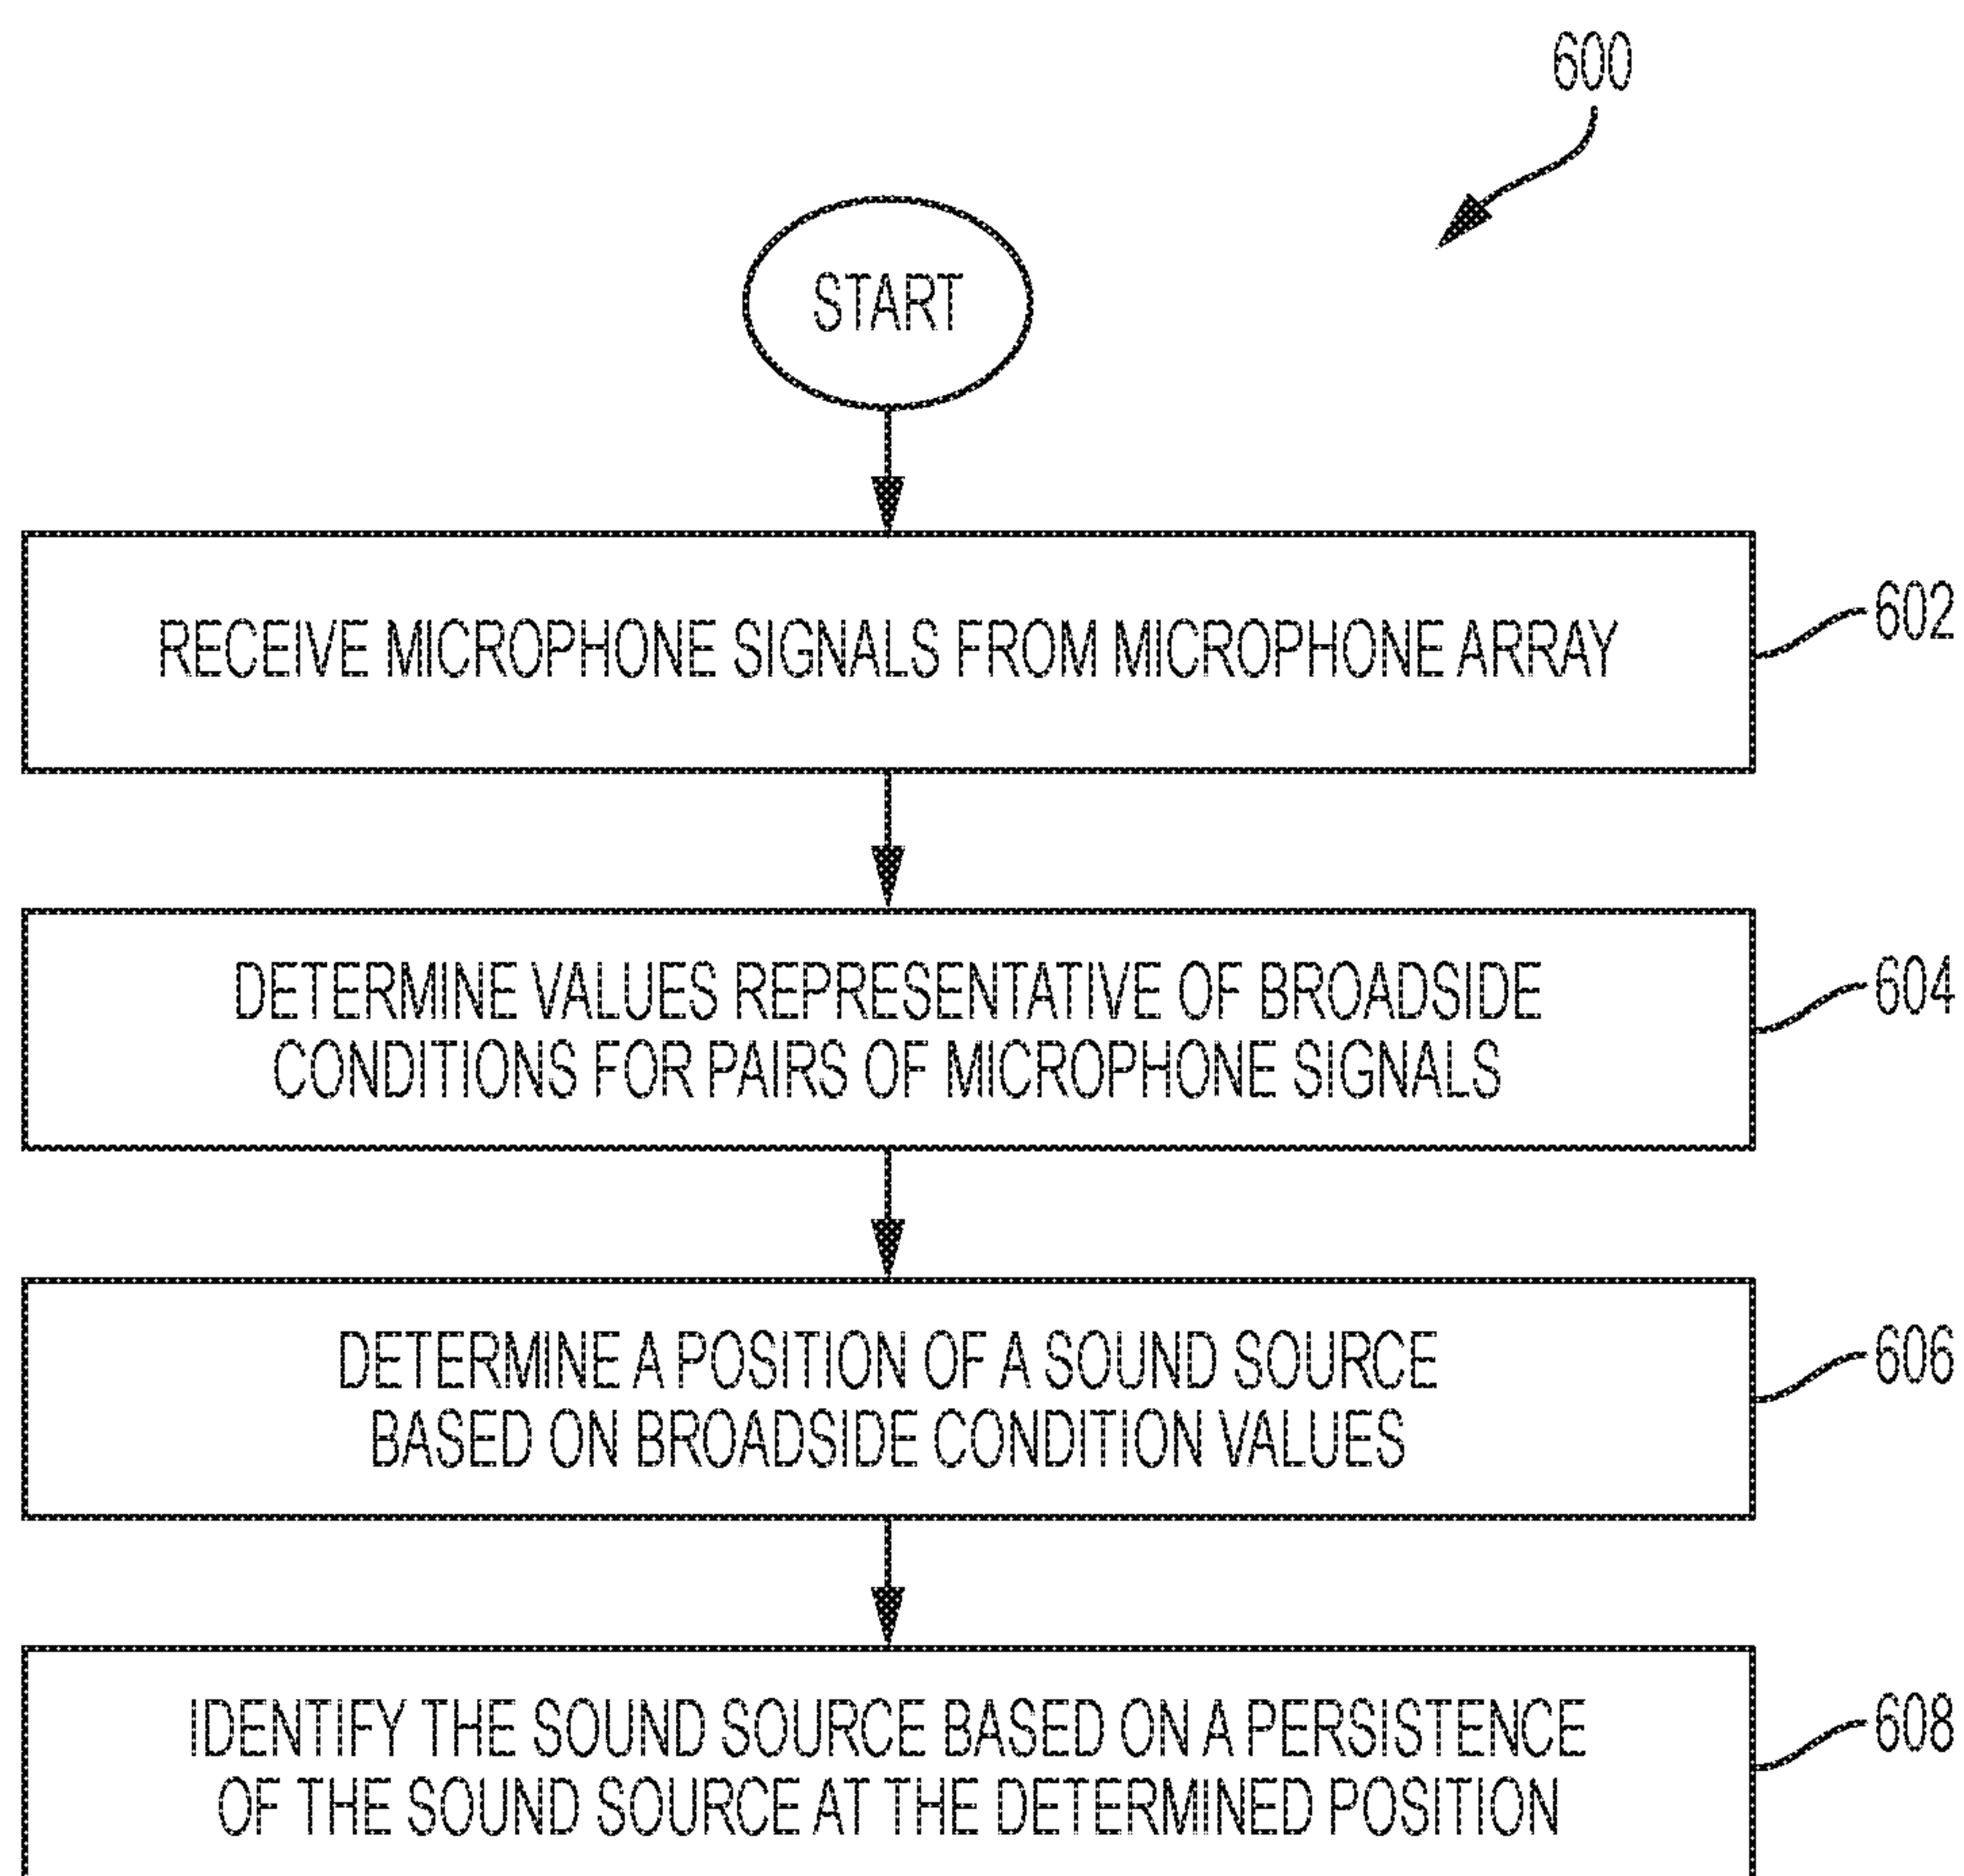 600
START
RECEIVE MICROPHONE SIGNALS FROM MICROPHONE ARRAY
602
DETERMINE VALUES REPRESENTATIVE OF BROADSIDE
CONDITIONS FOR PAIRS OF MICROPHONE SIGNALS
604
DETERMINE A POSITION OF A SOUND SOURCE
BASED ON BROADSIDE CONDITION VALUES
606
IDENTIFY THE SOUND SOURCE BASED ON A PERSISTENCE
OF THE SOUND SOURCE AT THE DETERMINED POSITION
608